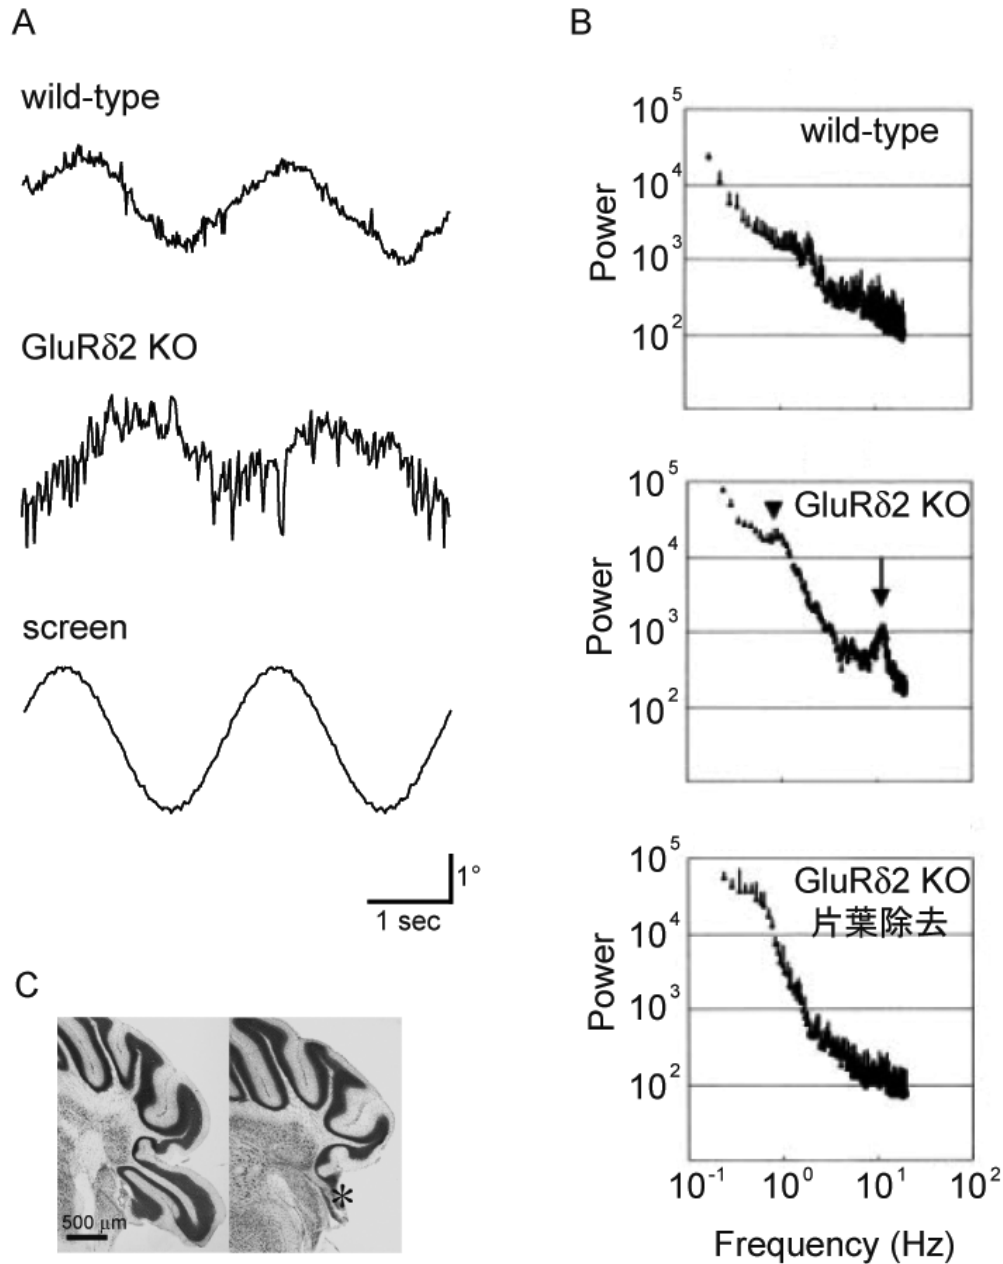 A
wild-type
GluRδ2 KO
screen
1°
1 sec
B
10⁵
wild-type
10⁴
Power
10³
10²
10⁵
GluRδ2 KO
10⁴
Power
10³
10²
10⁵
GluRδ2 KO
片葉除去
10⁴
Power
10³
10²
10⁻¹ 10⁰ 10¹ 10²
Frequency (Hz)
C
*
500 μm